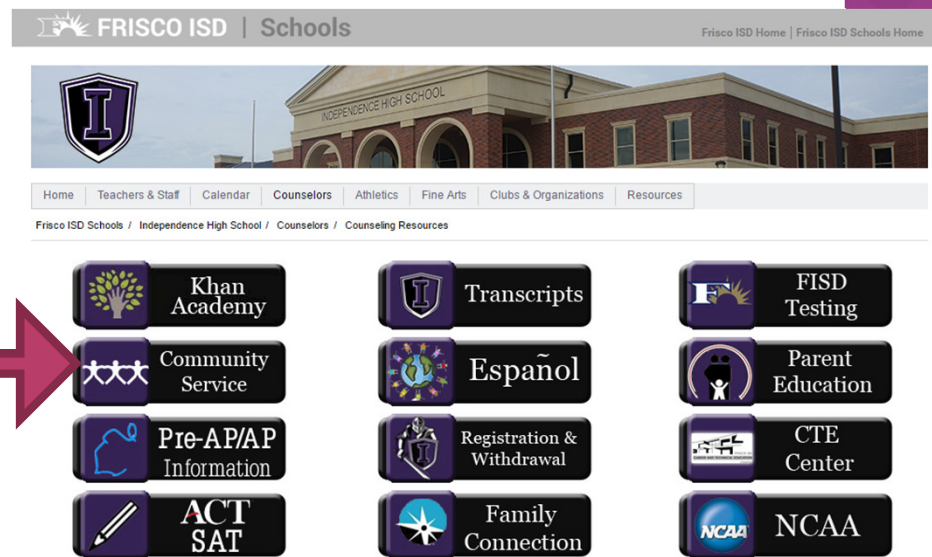 FRISCO ISD | Schools
Frisco ISD Home | Frisco ISD Schools Home
I
INDEPENDENCE HIGH SCHOOL
Home Teachers & Staff Calendar Counselors Athletics Fine Arts Clubs & Organizations Resources
Frisco ISD Schools / Independence High School / Counselors / Counseling Resources
Khan
Academy
I
Transcripts
F
FISD
Testing
Community
Service
Español
Parent
Education
Pre-AP/AP
Information
I
Registration &
Withdrawal
CTE
Center
ACT
SAT
Family
Connection
NCAA
NCAA